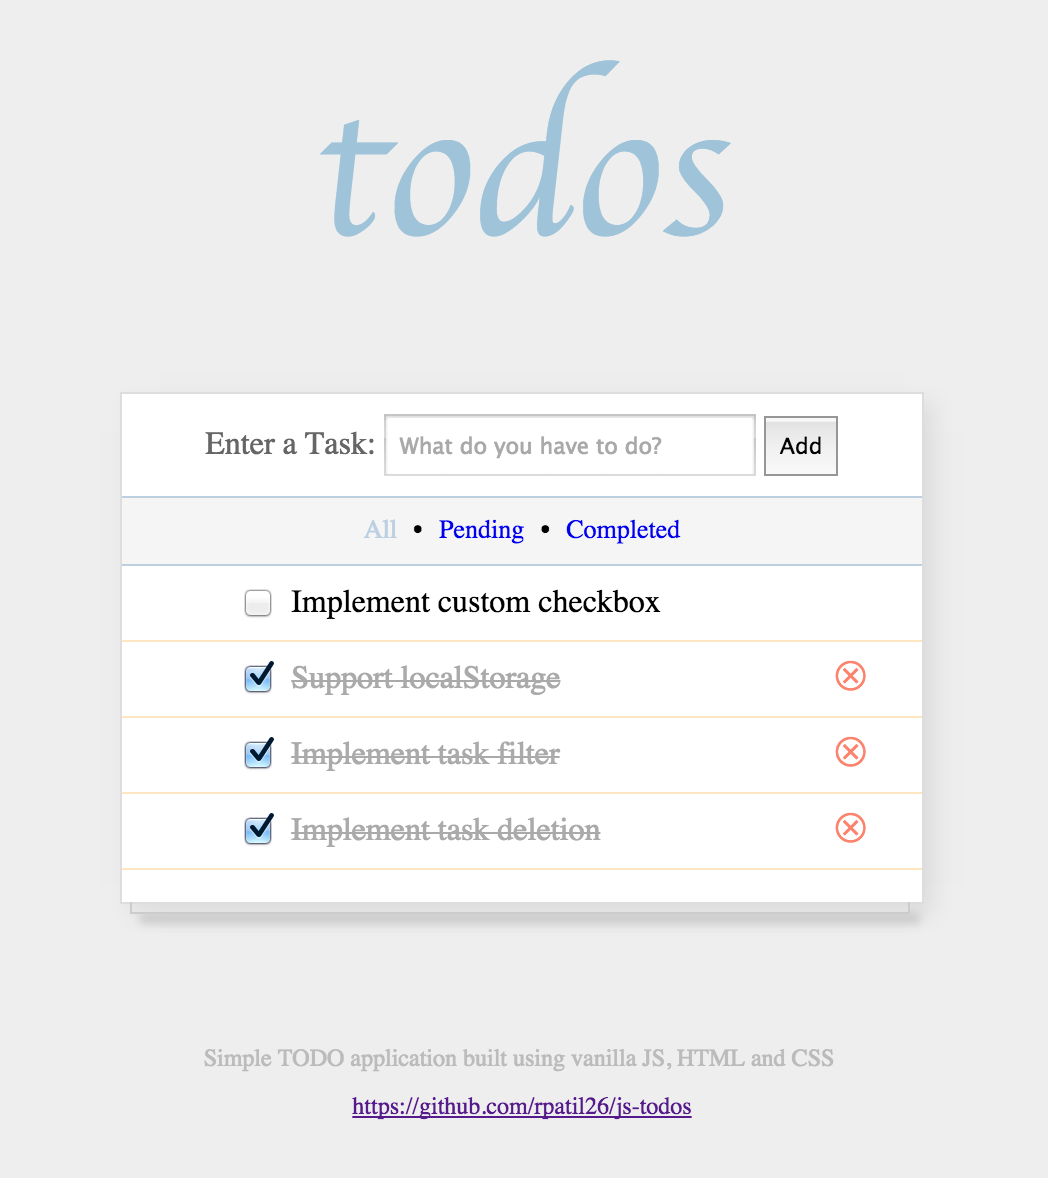 todos
Enter a Task: What do you have to do? Add
All • Pending • Completed
Implement custom checkbox
Support localStorage
Implement task filter
Implement task deletion
Simple TODO application built using vanilla JS, HTML and CSS
https://github.com/rpatil26/js-todos